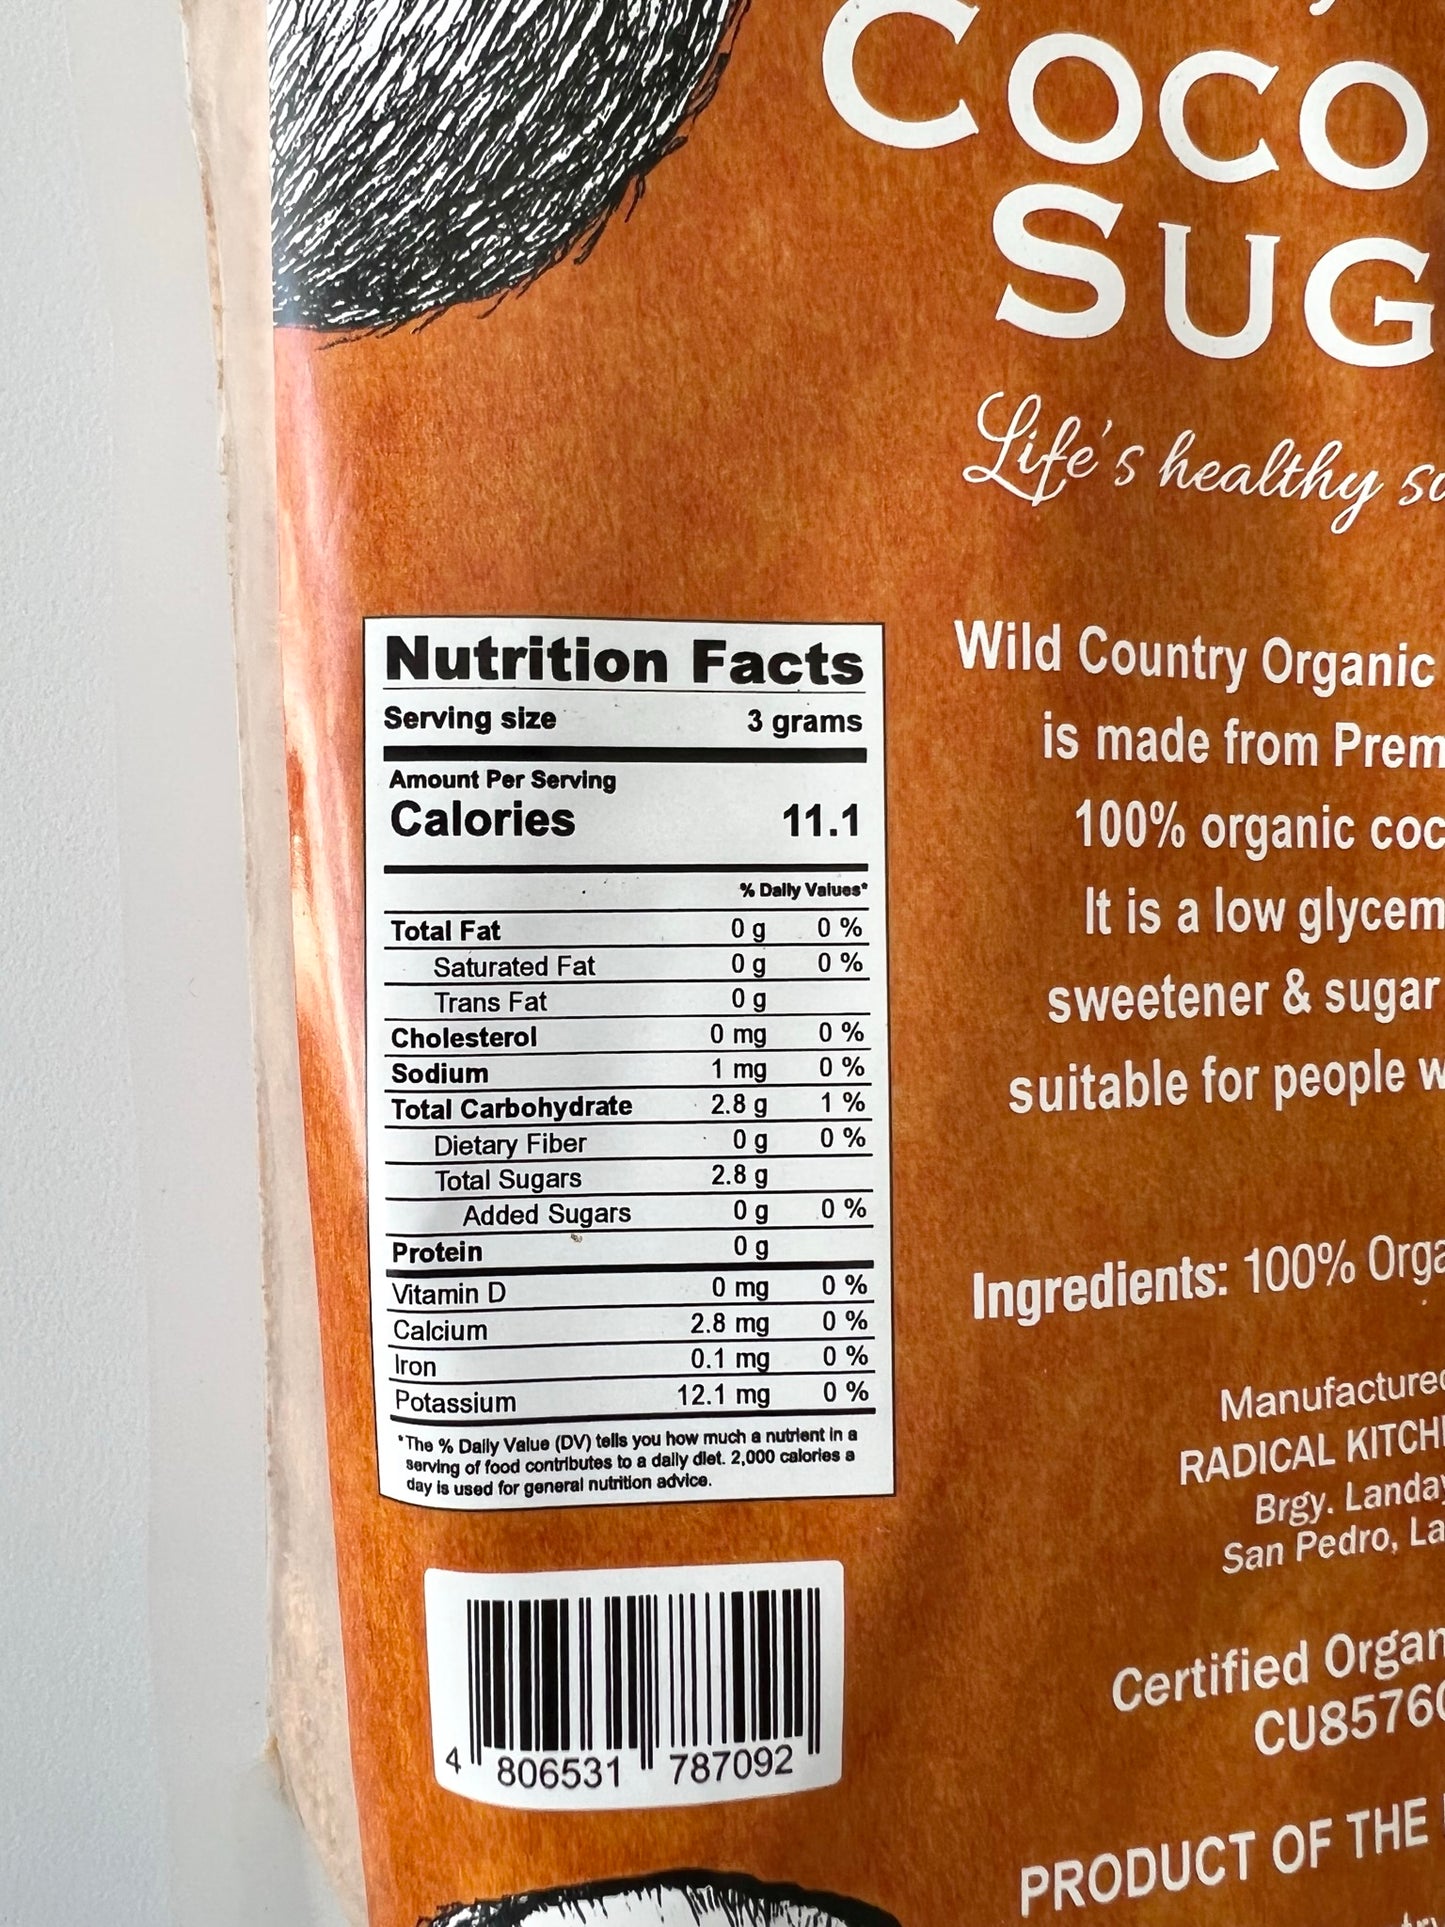 COCO
SUG
Life's healthy
Nutrition Facts
Serving size 3 grams
Amount Per Serving
Calories 11.1
% Daily Values*
Total Fat 0 g 0 %
Saturated Fat 0 g 0 %
Trans Fat 0 g
Cholesterol 0 mg 0 %
Sodium 1 mg 0 %
Total Carbohydrate 2.8 g 1 %
Dietary Fiber 0 g 0 %
Total Sugars 2.8 g
Added Sugars 0 g 0 %
Protein 0 g
Vitamin D 0 mg 0 %
Calcium 2.8 mg 0 %
Iron 0.1 mg 0 %
Potassium 12.1 mg 0 %
*The % Daily Value (DV) tells you how much a nutrient in a
serving of food contributes to a daily diet. 2,000 calories a
day is used for general nutrition advice.
4 806531 787092
Wild Country Organic
is made from Prem
100% organic coc
It is a low glycem
sweetener & sugar
suitable for people w
Ingredients: 100% Orga
Manufactured
RADICAL KITCH
Brgy. Landay
San Pedro, La
Certified Organ
CU8576
PRODUCT OF THE